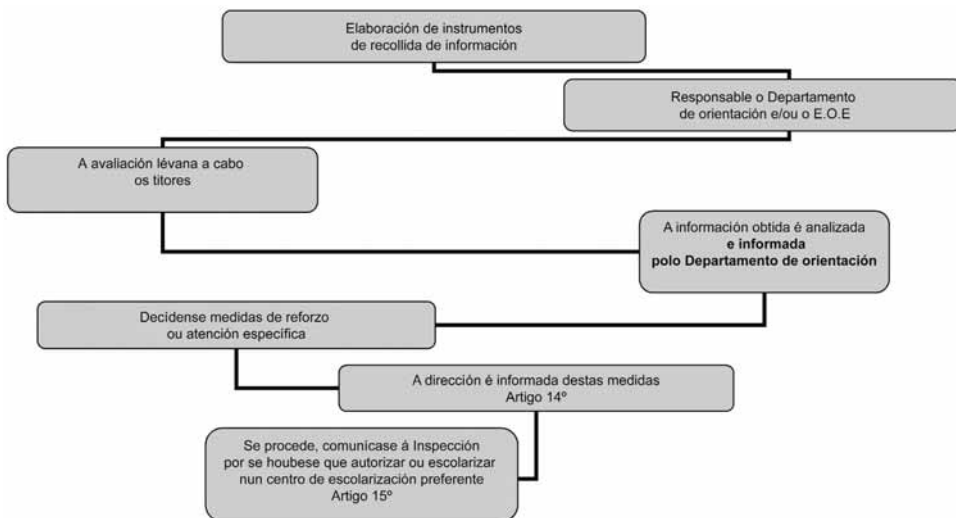 Elaboración de instrumentos
de recollida de información
Responsable o Departamento
de orientación e/ou o E.O.E
A avaliación lévana a cabo
os titores
A información obtida é analizada
e informada
polo Departamento de orientación
Decídense medidas de reforzo
ou atención específica
A dirección é informada destas medidas
Artigo 14º
Se procede, comunícase á Inspección
por se houbese que autorizar ou escolarizar
nun centro de escolarización preferente
Artigo 15º